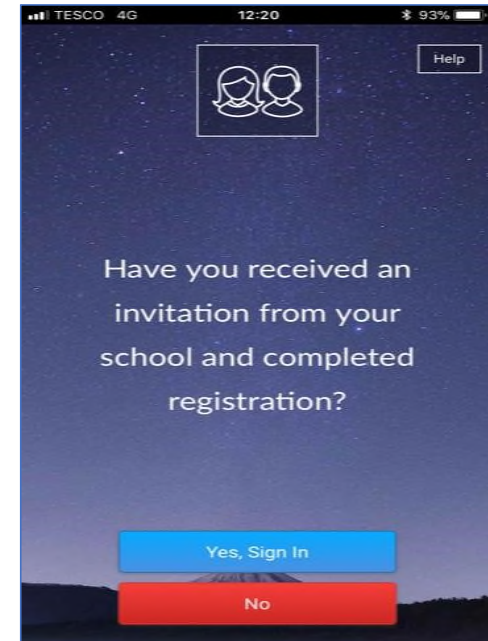 TESCO 4G 12:20 93%
Help
Have you received an
invitation from your
school and completed
registration?
Yes, Sign In
No